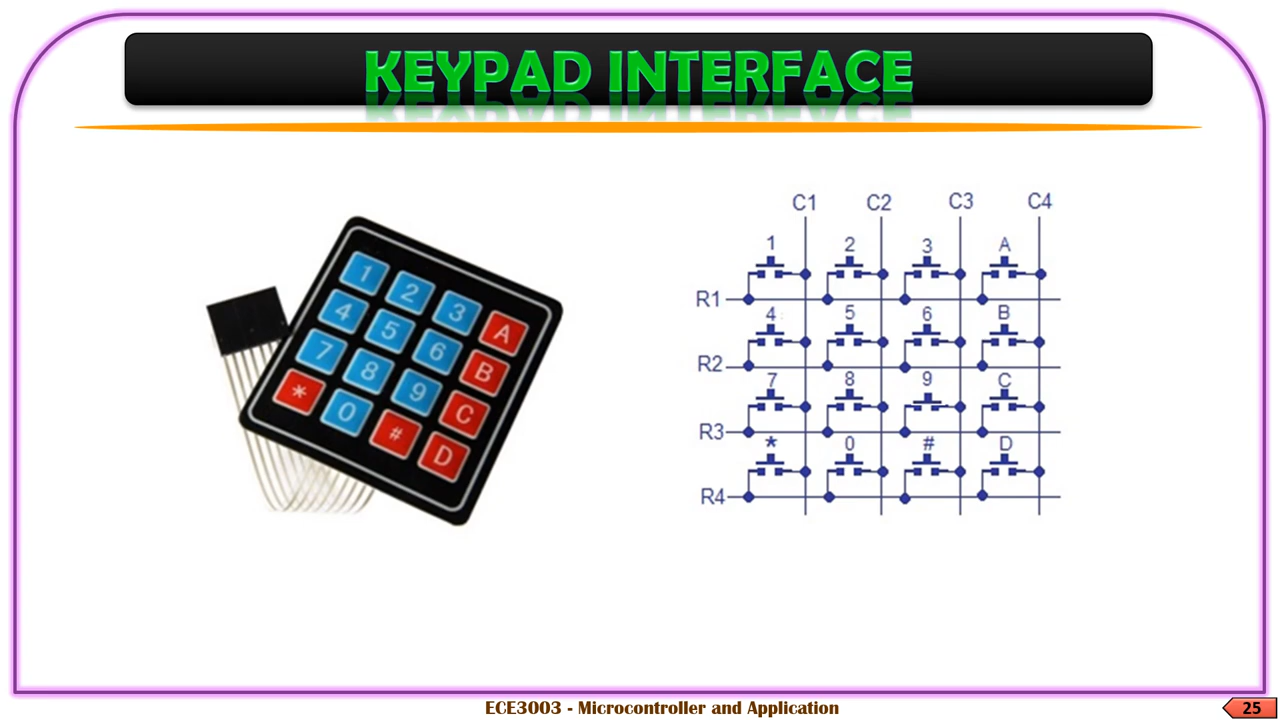 KEYPAD INTERFACE
1 2 3 A
4 5 6 B
7 8 9 C
* 0 # D
C1 C2 C3 C4
1 2 3 A
R1
4 5 6 B
R2
7 8 9 C
R3
* 0 # D
R4
ECE3003 - Microcontroller and Application
25